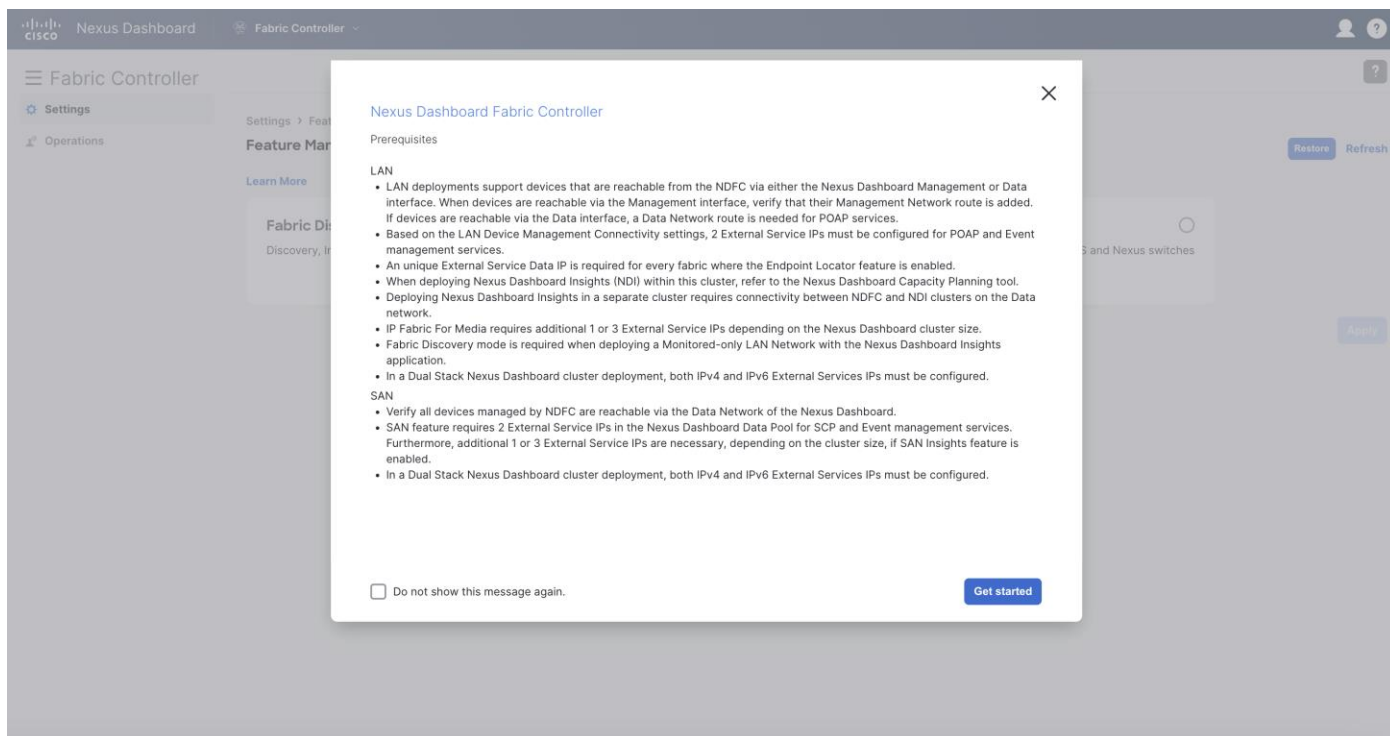 cisco Nexus Dashboard Fabric Controller
?
Fabric Controller
?
Settings
Operations
Settings > Feat
Feature Mar
Restore Refresh
Learn More
Fabric Dis
Discovery, Ir
S and Nexus switches
Apply
Nexus Dashboard Fabric Controller
Prerequisites
LAN
• LAN deployments support devices that are reachable from the NDFC via either the Nexus Dashboard Management or Data
interface. When devices are reachable via the Management interface, verify that their Management Network route is added.
If devices are reachable via the Data interface, a Data Network route is needed for POAP services.
• Based on the LAN Device Management Connectivity settings, 2 External Service IPs must be configured for POAP and Event
management services.
• An unique External Service Data IP is required for every fabric where the Endpoint Locator feature is enabled.
• When deploying Nexus Dashboard Insights (NDI) within this cluster, refer to the Nexus Dashboard Capacity Planning tool.
• Deploying Nexus Dashboard Insights in a separate cluster requires connectivity between NDFC and NDI clusters on the Data
network.
• IP Fabric For Media requires additional 1 or 3 External Service IPs depending on the Nexus Dashboard cluster size.
• Fabric Discovery mode is required when deploying a Monitored-only LAN Network with the Nexus Dashboard Insights
application.
• In a Dual Stack Nexus Dashboard cluster deployment, both IPv4 and IPv6 External Services IPs must be configured.
SAN
• Verify all devices managed by NDFC are reachable via the Data Network of the Nexus Dashboard.
• SAN feature requires 2 External Service IPs in the Nexus Dashboard Data Pool for SCP and Event management services.
Furthermore, additional 1 or 3 External Service IPs are necessary, depending on the cluster size, if SAN Insights feature is
enabled.
• In a Dual Stack Nexus Dashboard cluster deployment, both IPv4 and IPv6 External Services IPs must be configured.
Do not show this message again.
Get started